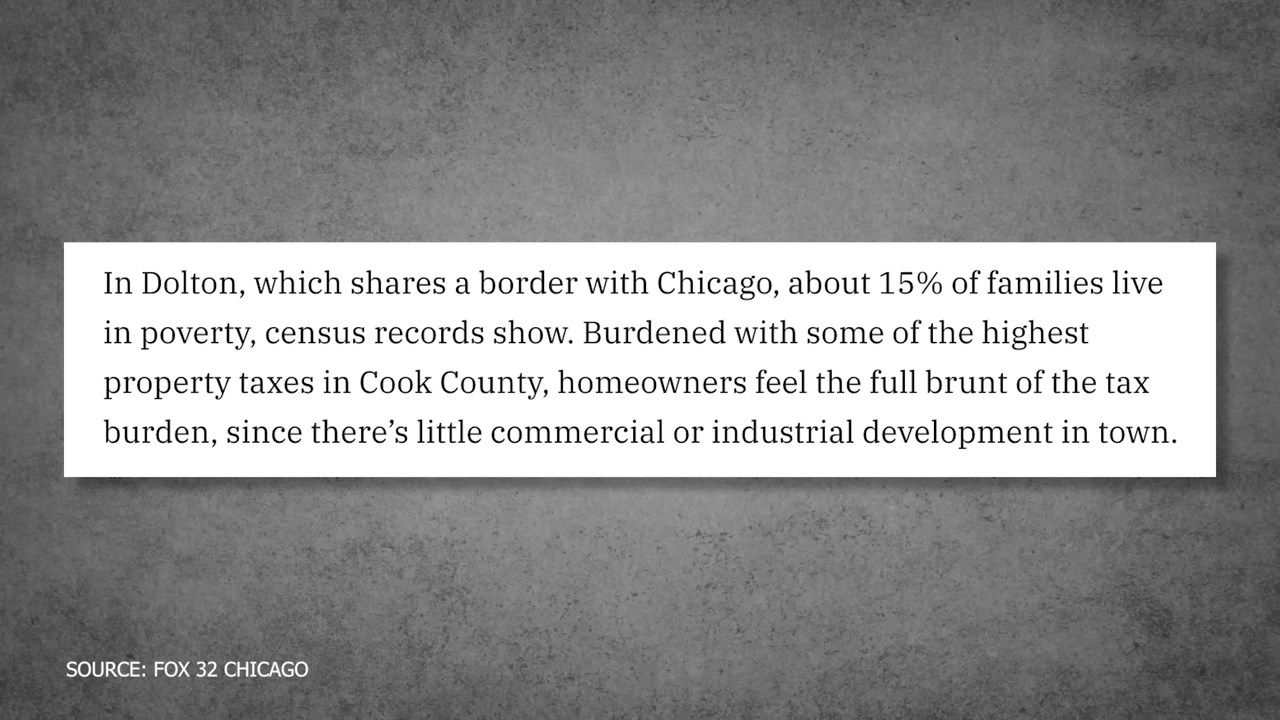 In Dolton, which shares a border with Chicago, about 15% of families live
in poverty, census records show. Burdened with some of the highest
property taxes in Cook County, homeowners feel the full brunt of the tax
burden, since there’s little commercial or industrial development in town.
SOURCE: FOX 32 CHICAGO